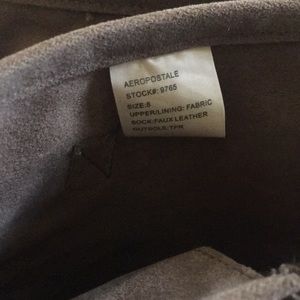 AEROPOSTALE
STOCK#: 9765
SIZE:8
UPPER/LINING: FABRIC
SOCK:FAUX LEATHER
OUTSOLE:TPR